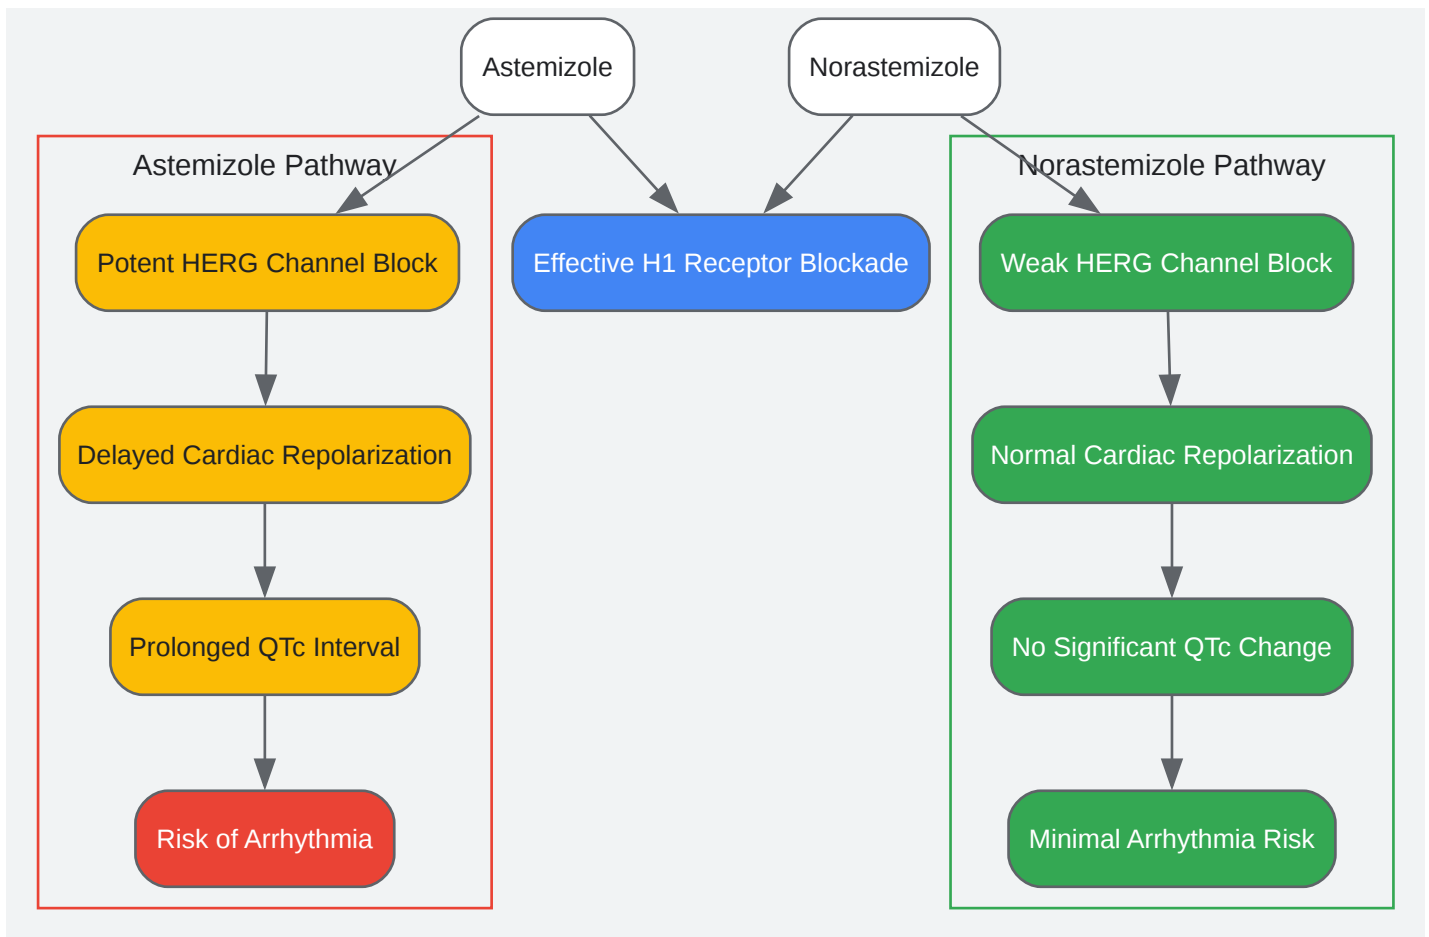 Astemizole
Norastemizole
Astemizole Pathway
Norastemizole Pathway
Potent HERG Channel Block
Effective H1 Receptor Blockade
Weak HERG Channel Block
Delayed Cardiac Repolarization
Normal Cardiac Repolarization
Prolonged QTc Interval
No Significant QTc Change
Risk of Arrhythmia
Minimal Arrhythmia Risk